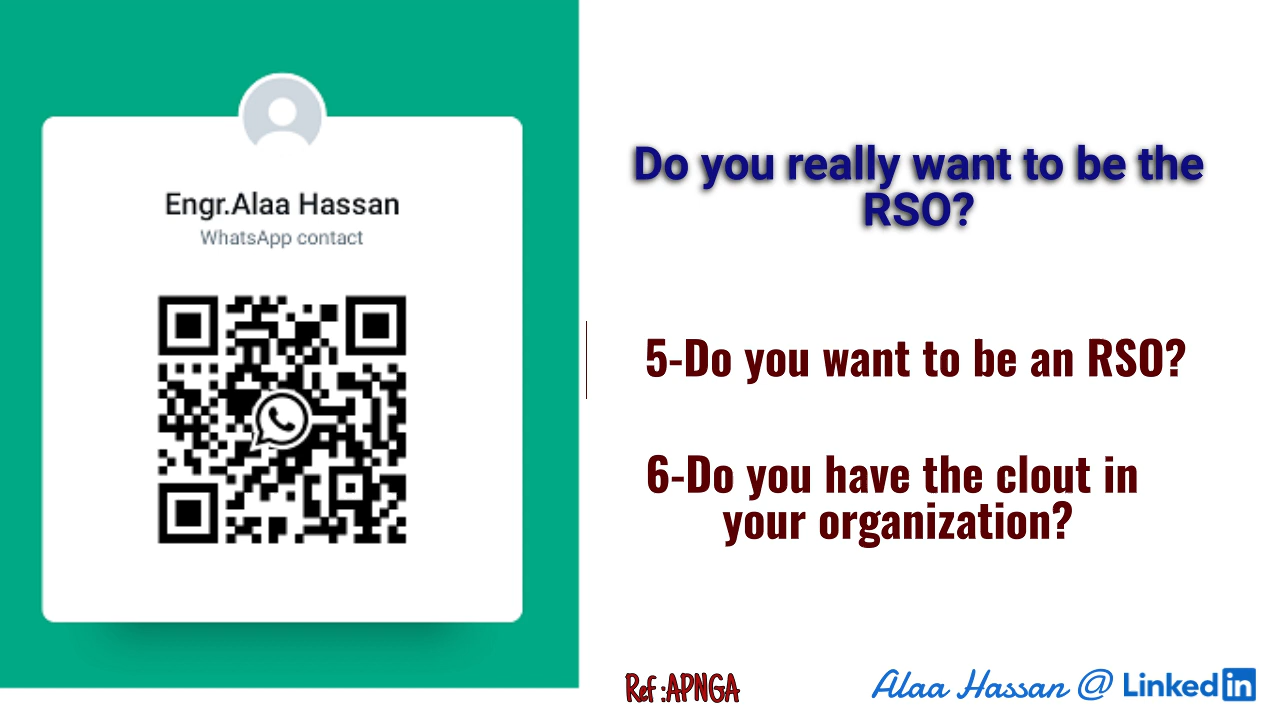 Engr.Alaa Hassan
WhatsApp contact
Do you really want to be the
RSO?
5-Do you want to be an RSO?
6-Do you have the clout in
your organization?
Ref :APNGA
Alaa Hassan @ Linkedin